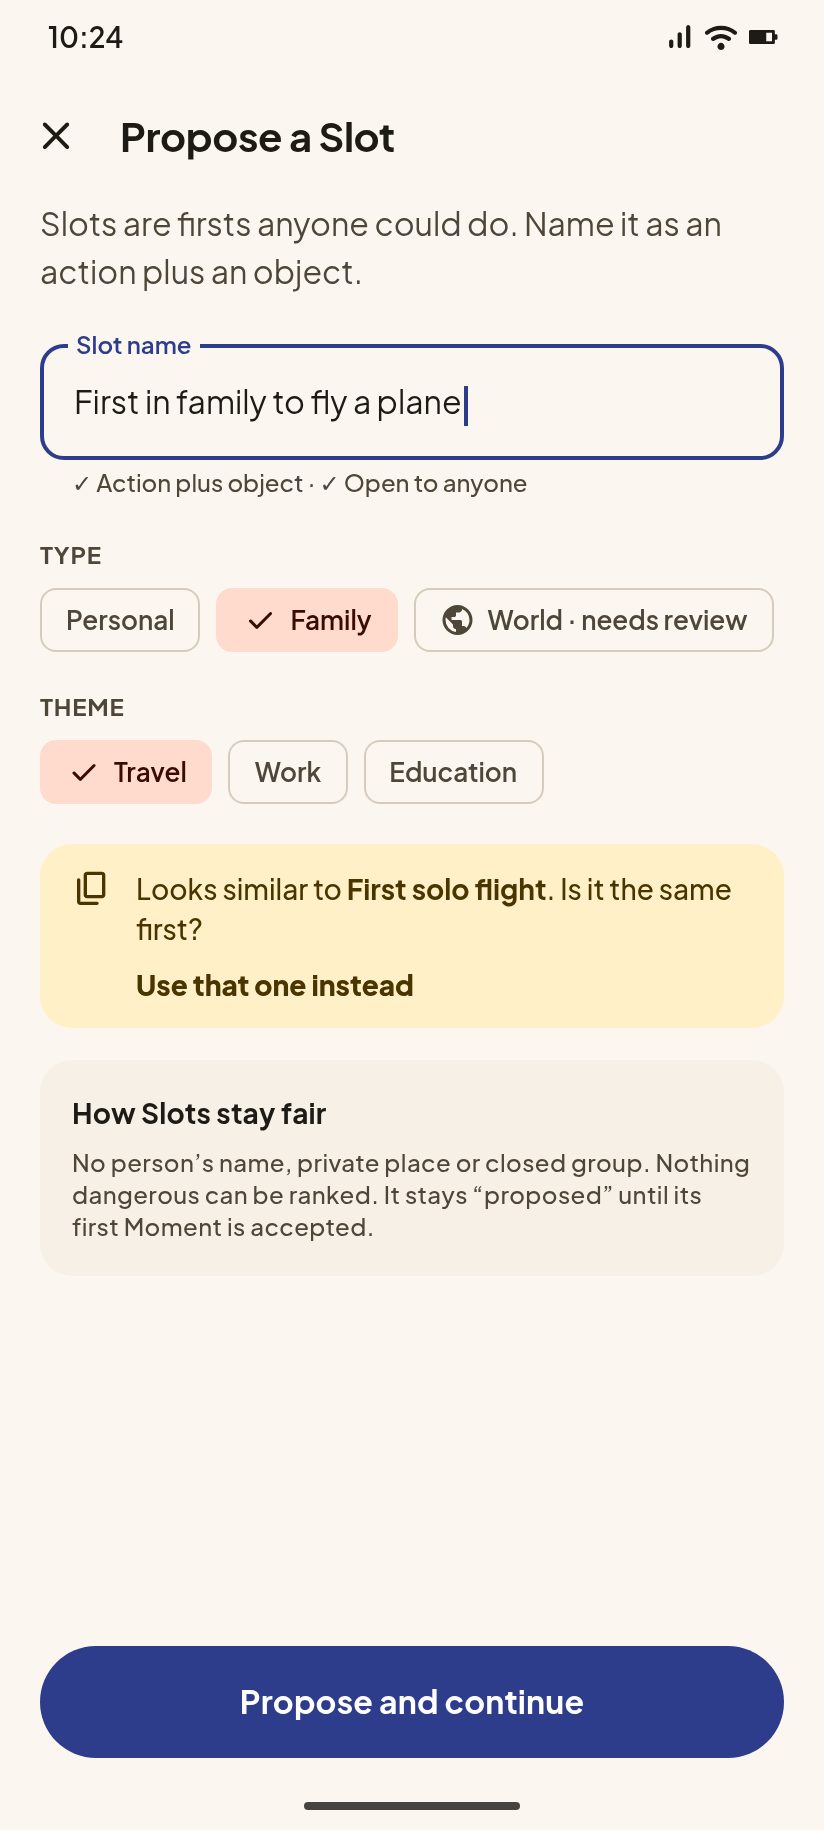 10:24
Propose a Slot
Slots are firsts anyone could do. Name it as an
action plus an object.
Slot name
First in family to fly a plane
✓ Action plus object · ✓ Open to anyone
TYPE
Personal
Family
World · needs review
THEME
Travel
Work
Education
Looks similar to First solo flight. Is it the same
first?
Use that one instead
How Slots stay fair
No person’s name, private place or closed group. Nothing
dangerous can be ranked. It stays “proposed” until its
first Moment is accepted.
Propose and continue